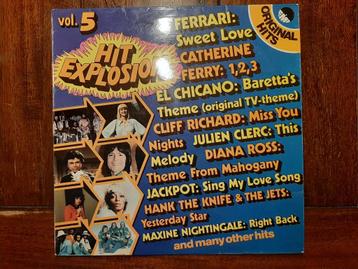 vol. 5
HIT EXPLOSION
ORIGINAL HITS
FERRARI:
Sweet Love
CATHERINE
FERRY: 1,2,3
EL CHICANO: Baretta's
Theme (original TV-theme)
CLIFF RICHARD: Miss You
Nights JULIEN CLERC: This
Melody DIANA ROSS:
Theme From Mahogany
JACKPOT: Sing My Love Song
HANK THE KNIFE & THE JETS:
Yesterday Star
MAXINE NIGHTINGALE: Right Back
and many other hits